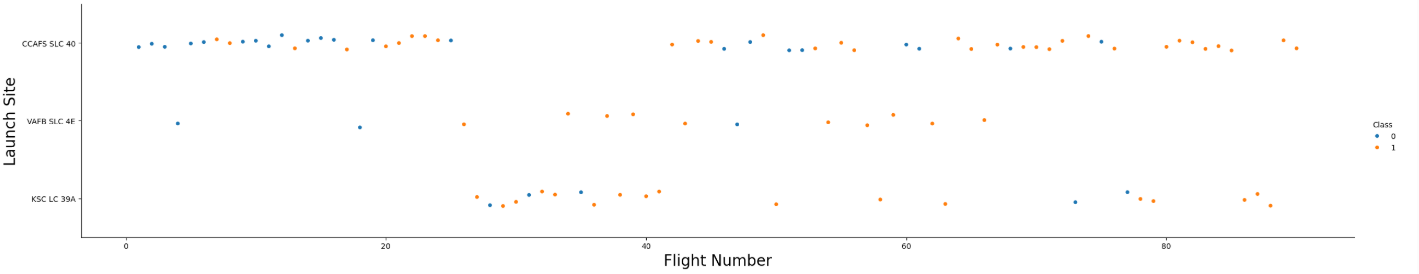 CCAFS SLC 40
VAFB SLC 4E
KSC LC 39A
Launch Site
0 20 40 60 80
Flight Number
Class
0
1